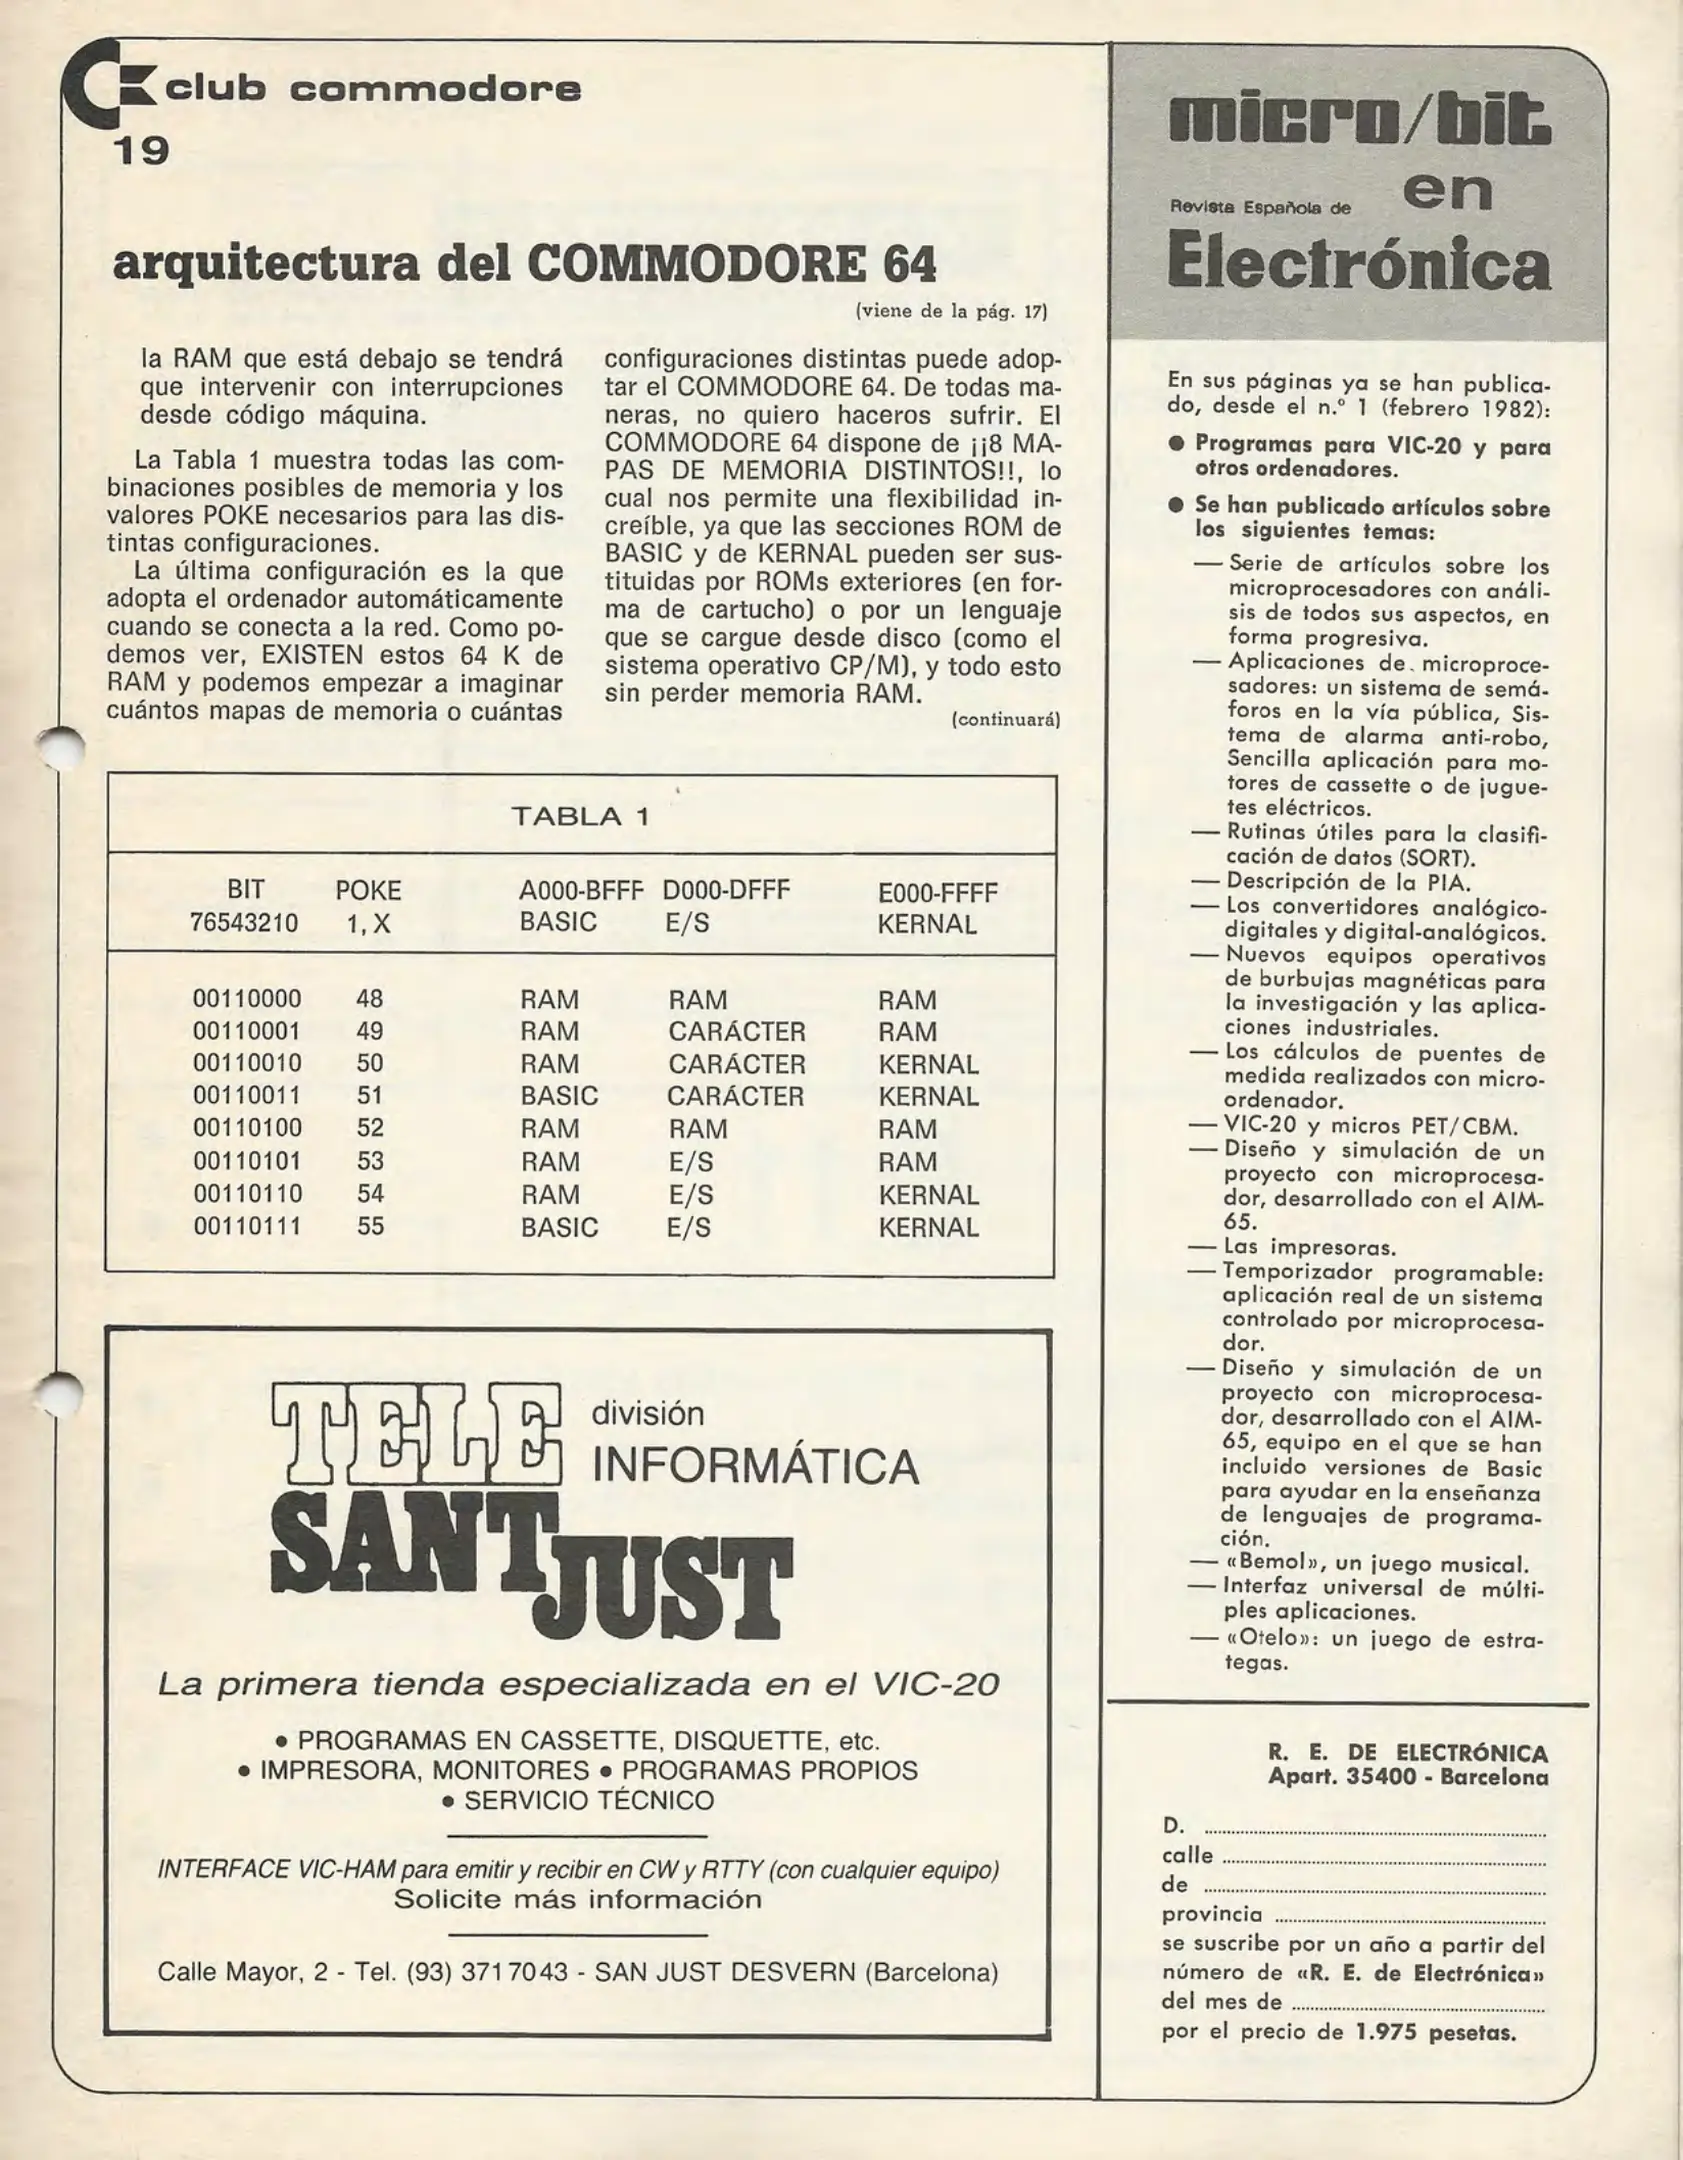 club commodore
19
arquitectura del COMMODORE 64
(viene de la pág. 17)
la RAM que está debajo se tendrá
que intervenir con interrupciones
desde código máquina.
La Tabla 1 muestra todas las com-
binaciones posibles de memoria y los
valores POKE necesarios para las dis-
tintas configuraciones.
La última configuración es la que
adopta el ordenador automáticamente
cuando se conecta a la red. Como po-
demos ver, EXISTEN estos 64 K de
RAM y podemos empezar a imaginar
cuántos mapas de memoria o cuántas
configuraciones distintas puede adop-
tar el COMMODORE 64. De todas ma-
neras, no quiero haceros sufrir. El
COMMODORE 64 dispone de ¡¡8 MA-
PAS DE MEMORIA DISTINTOS!!, lo
cual nos permite una flexibilidad in-
creíble, ya que las secciones ROM de
BASIC y de KERNAL pueden ser sus-
tituidas por ROMs exteriores (en for-
ma de cartucho) o por un lenguaje
que se cargue desde disco (como el
sistema operativo CP/M), y todo esto
sin perder memoria RAM.
(continuará)
TABLA 1
BIT POKE A000-BFFF D000-DFFF E000-FFFF
76543210 1, X BASIC E/S KERNAL
00110000 48 RAM RAM RAM
00110001 49 RAM CARÁCTER RAM
00110010 50 RAM CARÁCTER KERNAL
00110011 51 BASIC CARÁCTER KERNAL
00110100 52 RAM RAM RAM
00110101 53 RAM E/S RAM
00110110 54 RAM E/S KERNAL
00110111 55 BASIC E/S KERNAL
TELE división
INFORMÁTICA
SANT JUST
La primera tienda especializada en el VIC-20
● PROGRAMAS EN CASSETTE, DISQUETTE, etc.
● IMPRESORA, MONITORES ● PROGRAMAS PROPIOS
● SERVICIO TÉCNICO
INTERFACE VIC-HAM para emitir y recibir en CW y RTTY (con cualquier equipo)
Solicite más información
Calle Mayor, 2 - Tel. (93) 371 70 43 - SAN JUST DESVERN (Barcelona)
micro/bit
en
Revista Española de
Electrónica
En sus páginas ya se han publica-
do, desde el n.º 1 (febrero 1982):
● Programas para VIC-20 y para
otros ordenadores.
● Se han publicado artículos sobre
los siguientes temas:
— Serie de artículos sobre los
microprocesadores con análi-
sis de todos sus aspectos, en
forma progresiva.
— Aplicaciones de microproce-
sadores: un sistema de semá-
foros en la vía pública, Sis-
tema de alarma anti-robo,
Sencilla aplicación para mo-
tores de cassette o de jugue-
tes eléctricos.
— Rutinas útiles para la clasifi-
cación de datos (SORT).
— Descripción de la PIA.
— Los convertidores analógico-
digitales y digital-analógicos.
— Nuevos equipos operativos
de burbujas magnéticas para
la investigación y las aplica-
ciones industriales.
— Los cálculos de puentes de
medida realizados con micro-
ordenador.
— VIC-20 y micros PET/CBM.
— Diseño y simulación de un
proyecto con microprocesa-
dor, desarrollado con el AIM-
65.
— Las impresoras.
— Temporizador programable:
aplicación real de un sistema
controlado por microprocesa-
dor.
— Diseño y simulación de un
proyecto con microprocesa-
dor, desarrollado con el AIM-
65, equipo en el que se han
incluido versiones de Basic
para ayudar en la enseñanza
de lenguajes de programa-
ción.
— «Bemol», un juego musical.
— Interfaz universal de múlti-
ples aplicaciones.
— «Otelo»: un juego de estra-
tegas.
R. E. DE ELECTRÓNICA
Apart. 35400 - Barcelona
D. ........................
calle ........................
de ........................
provincia ........................
se suscribe por un año a partir del
número de «R. E. de Electrónica»
del mes de ........................
por el precio de 1.975 pesetas.